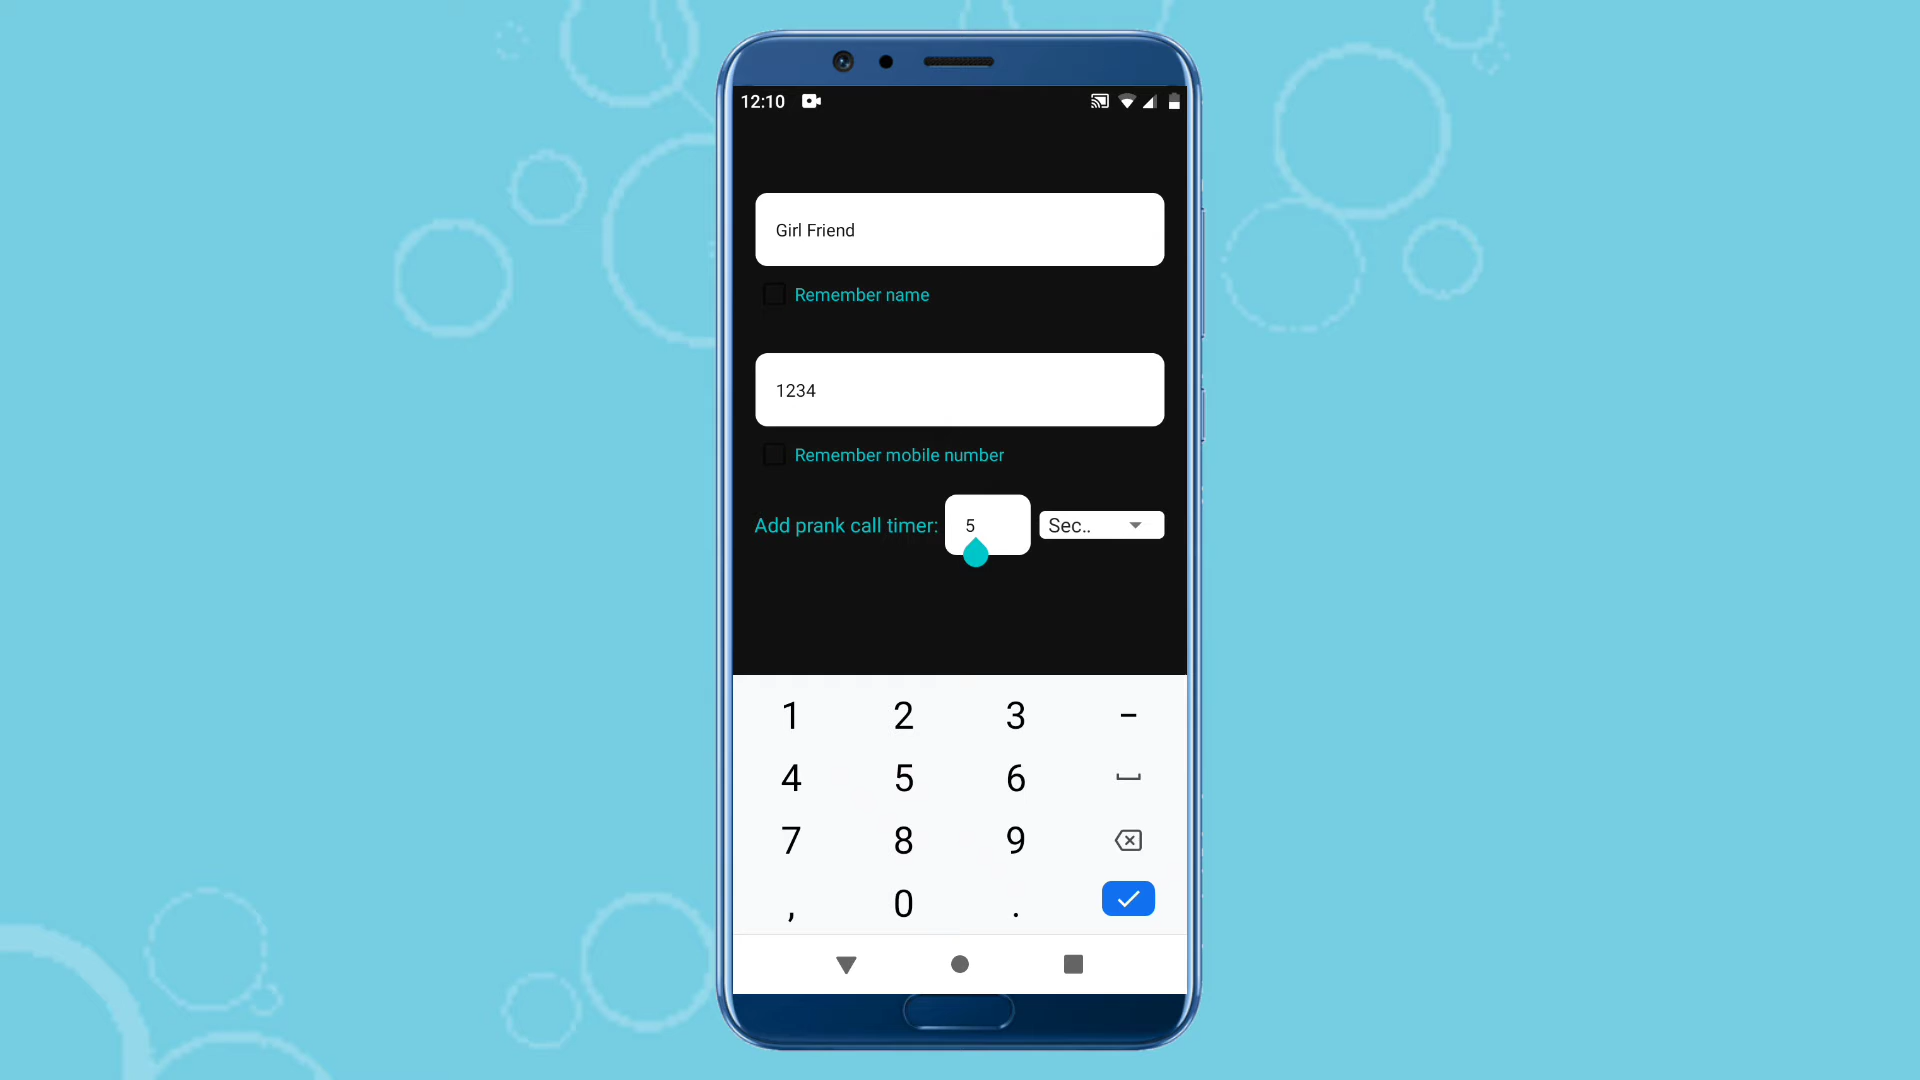 12:10
Girl Friend
Remember name
1234
Remember mobile number
Add prank call timer: 5 Sec..
1 2 3 -
4 5 6
7 8 9
, 0 .